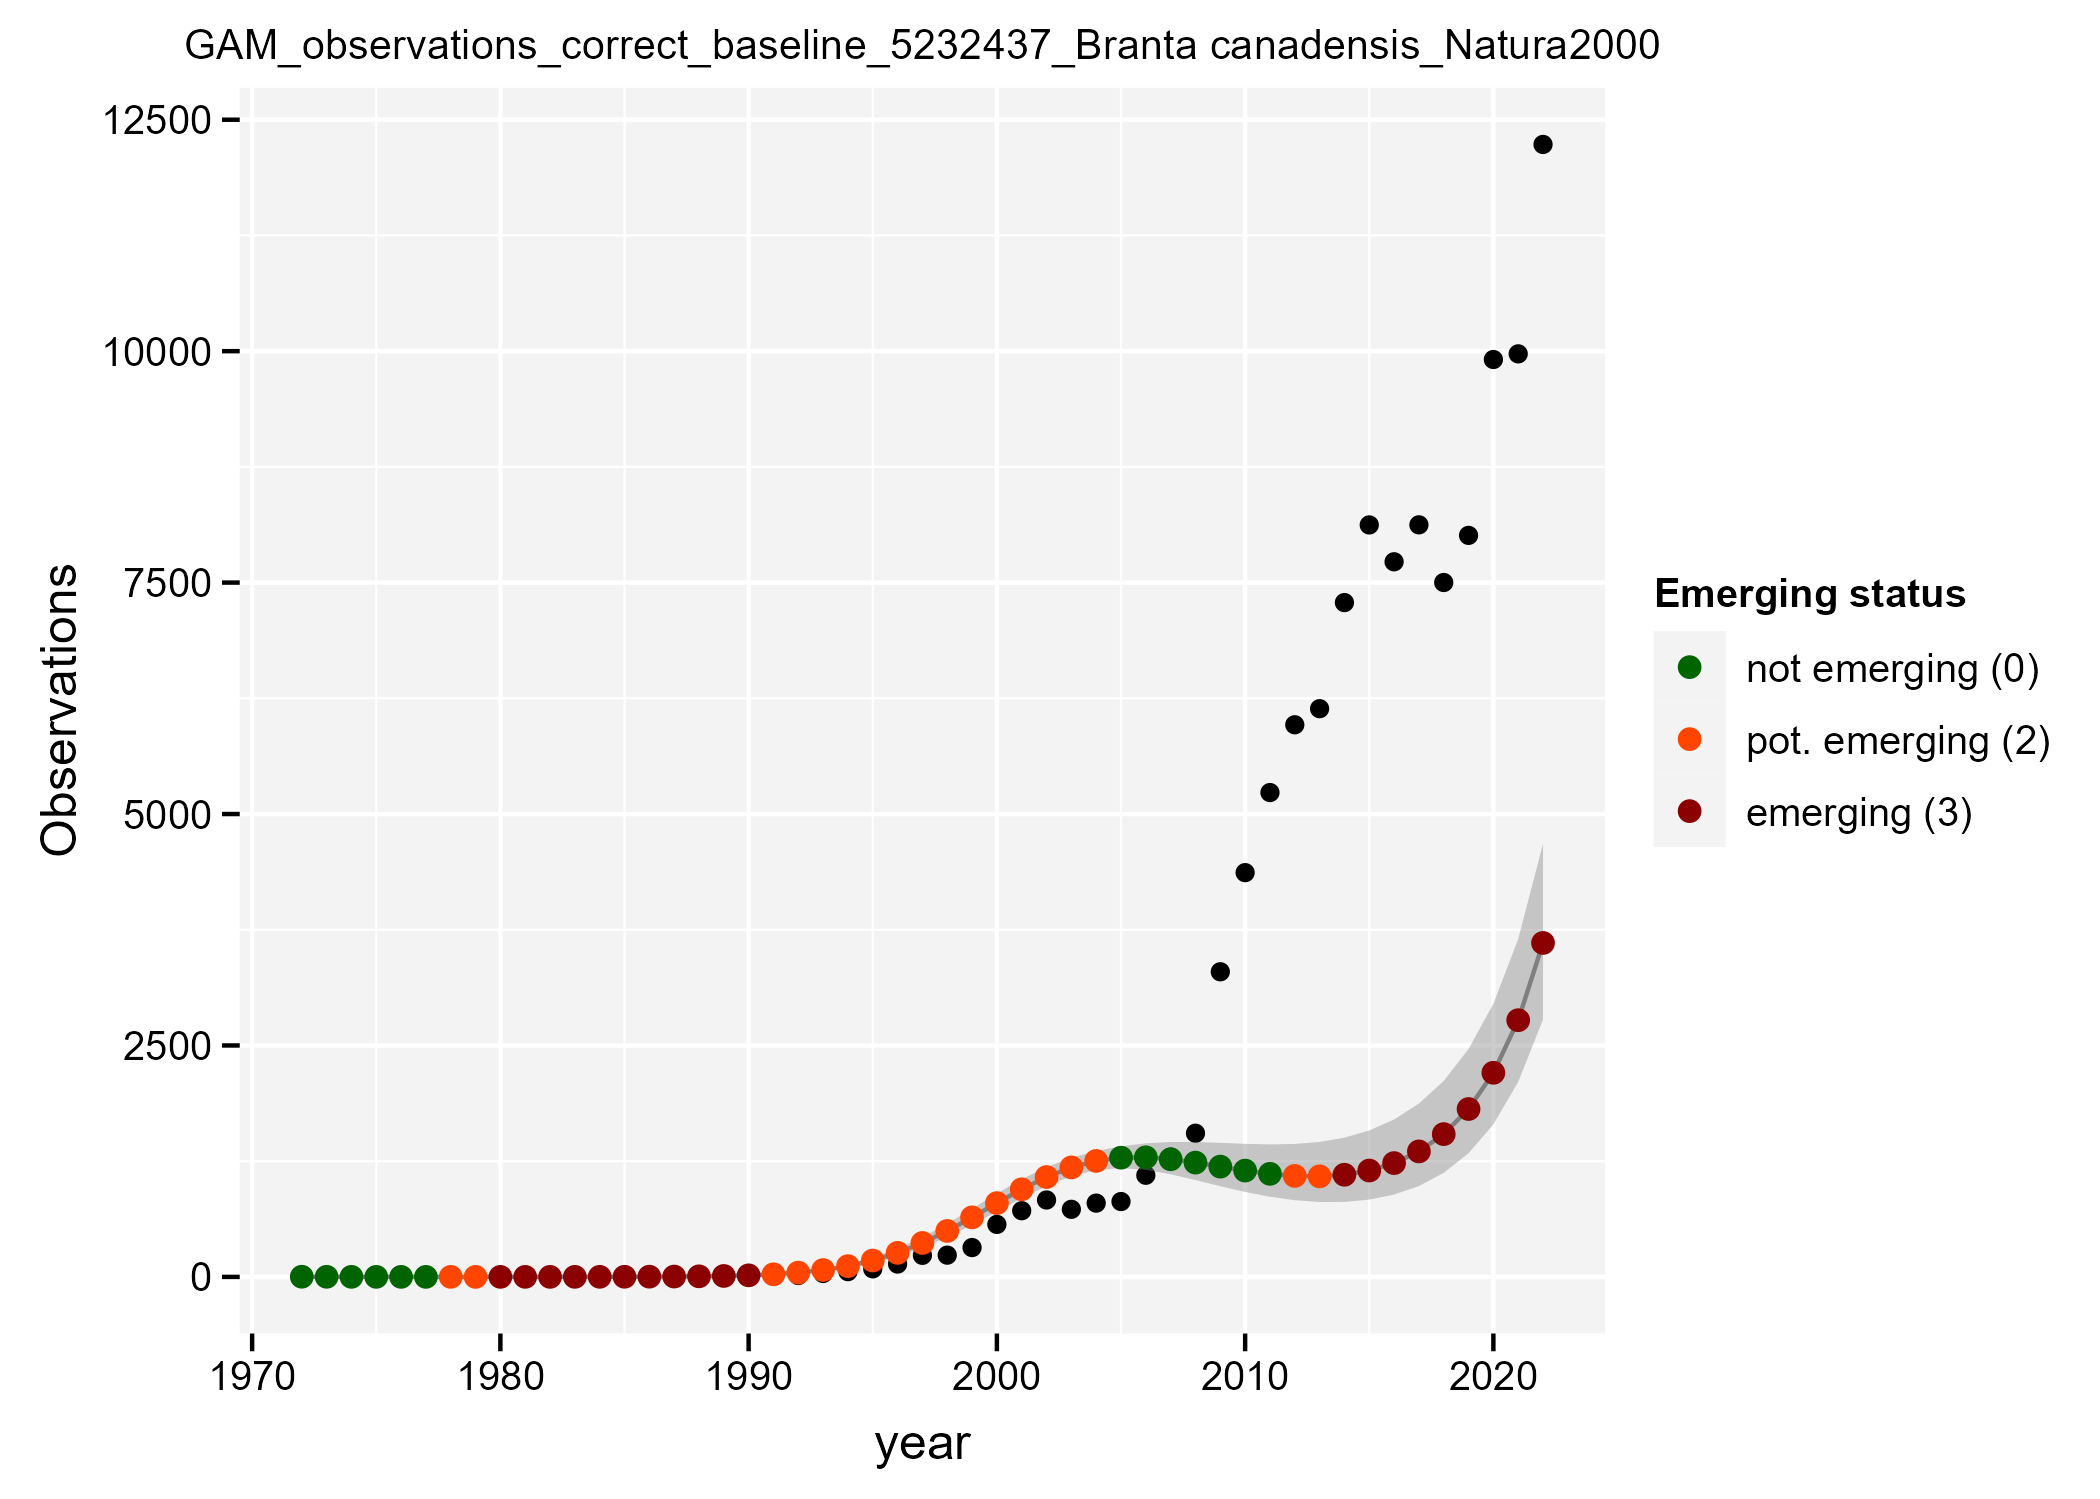 GAM_observations_correct_baseline_5232437_Branta canadensis_Natura2000
12500
10000
7500
5000
2500
0
Observations
1970 1980 1990 2000 2010 2020
year
Emerging status
not emerging (0)
pot. emerging (2)
emerging (3)